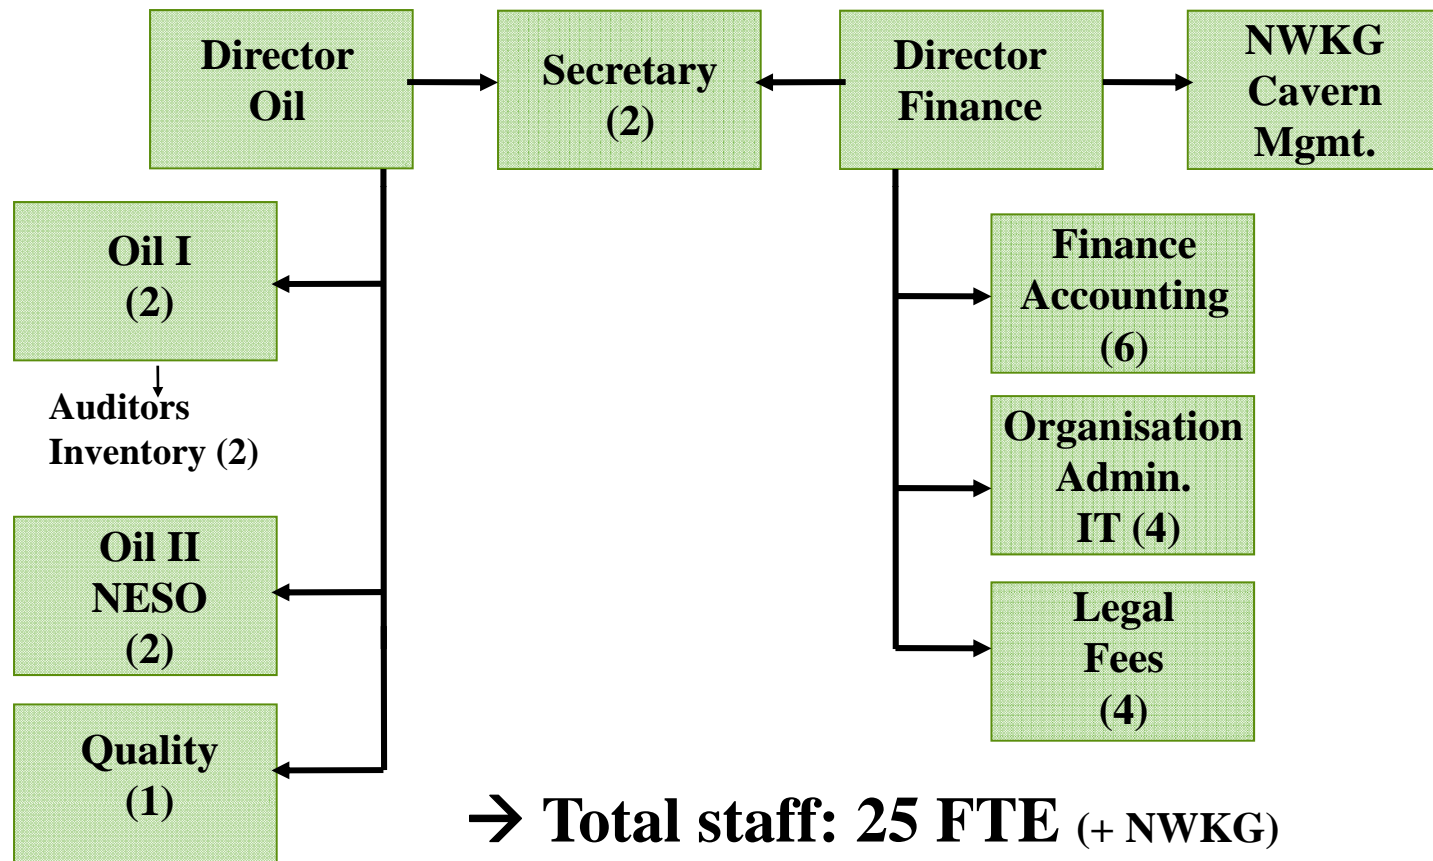 Director
Oil
Secretary
(2)
Director
Finance
NWKG
Cavern
Mgmt.
Oil I
(2)
Auditors
Inventory (2)
Oil II
NESO
(2)
Quality
(1)
Finance
Accounting
(6)
Organisation
Admin.
IT (4)
Legal
Fees
(4)
→ Total staff: 25 FTE (+ NWKG)